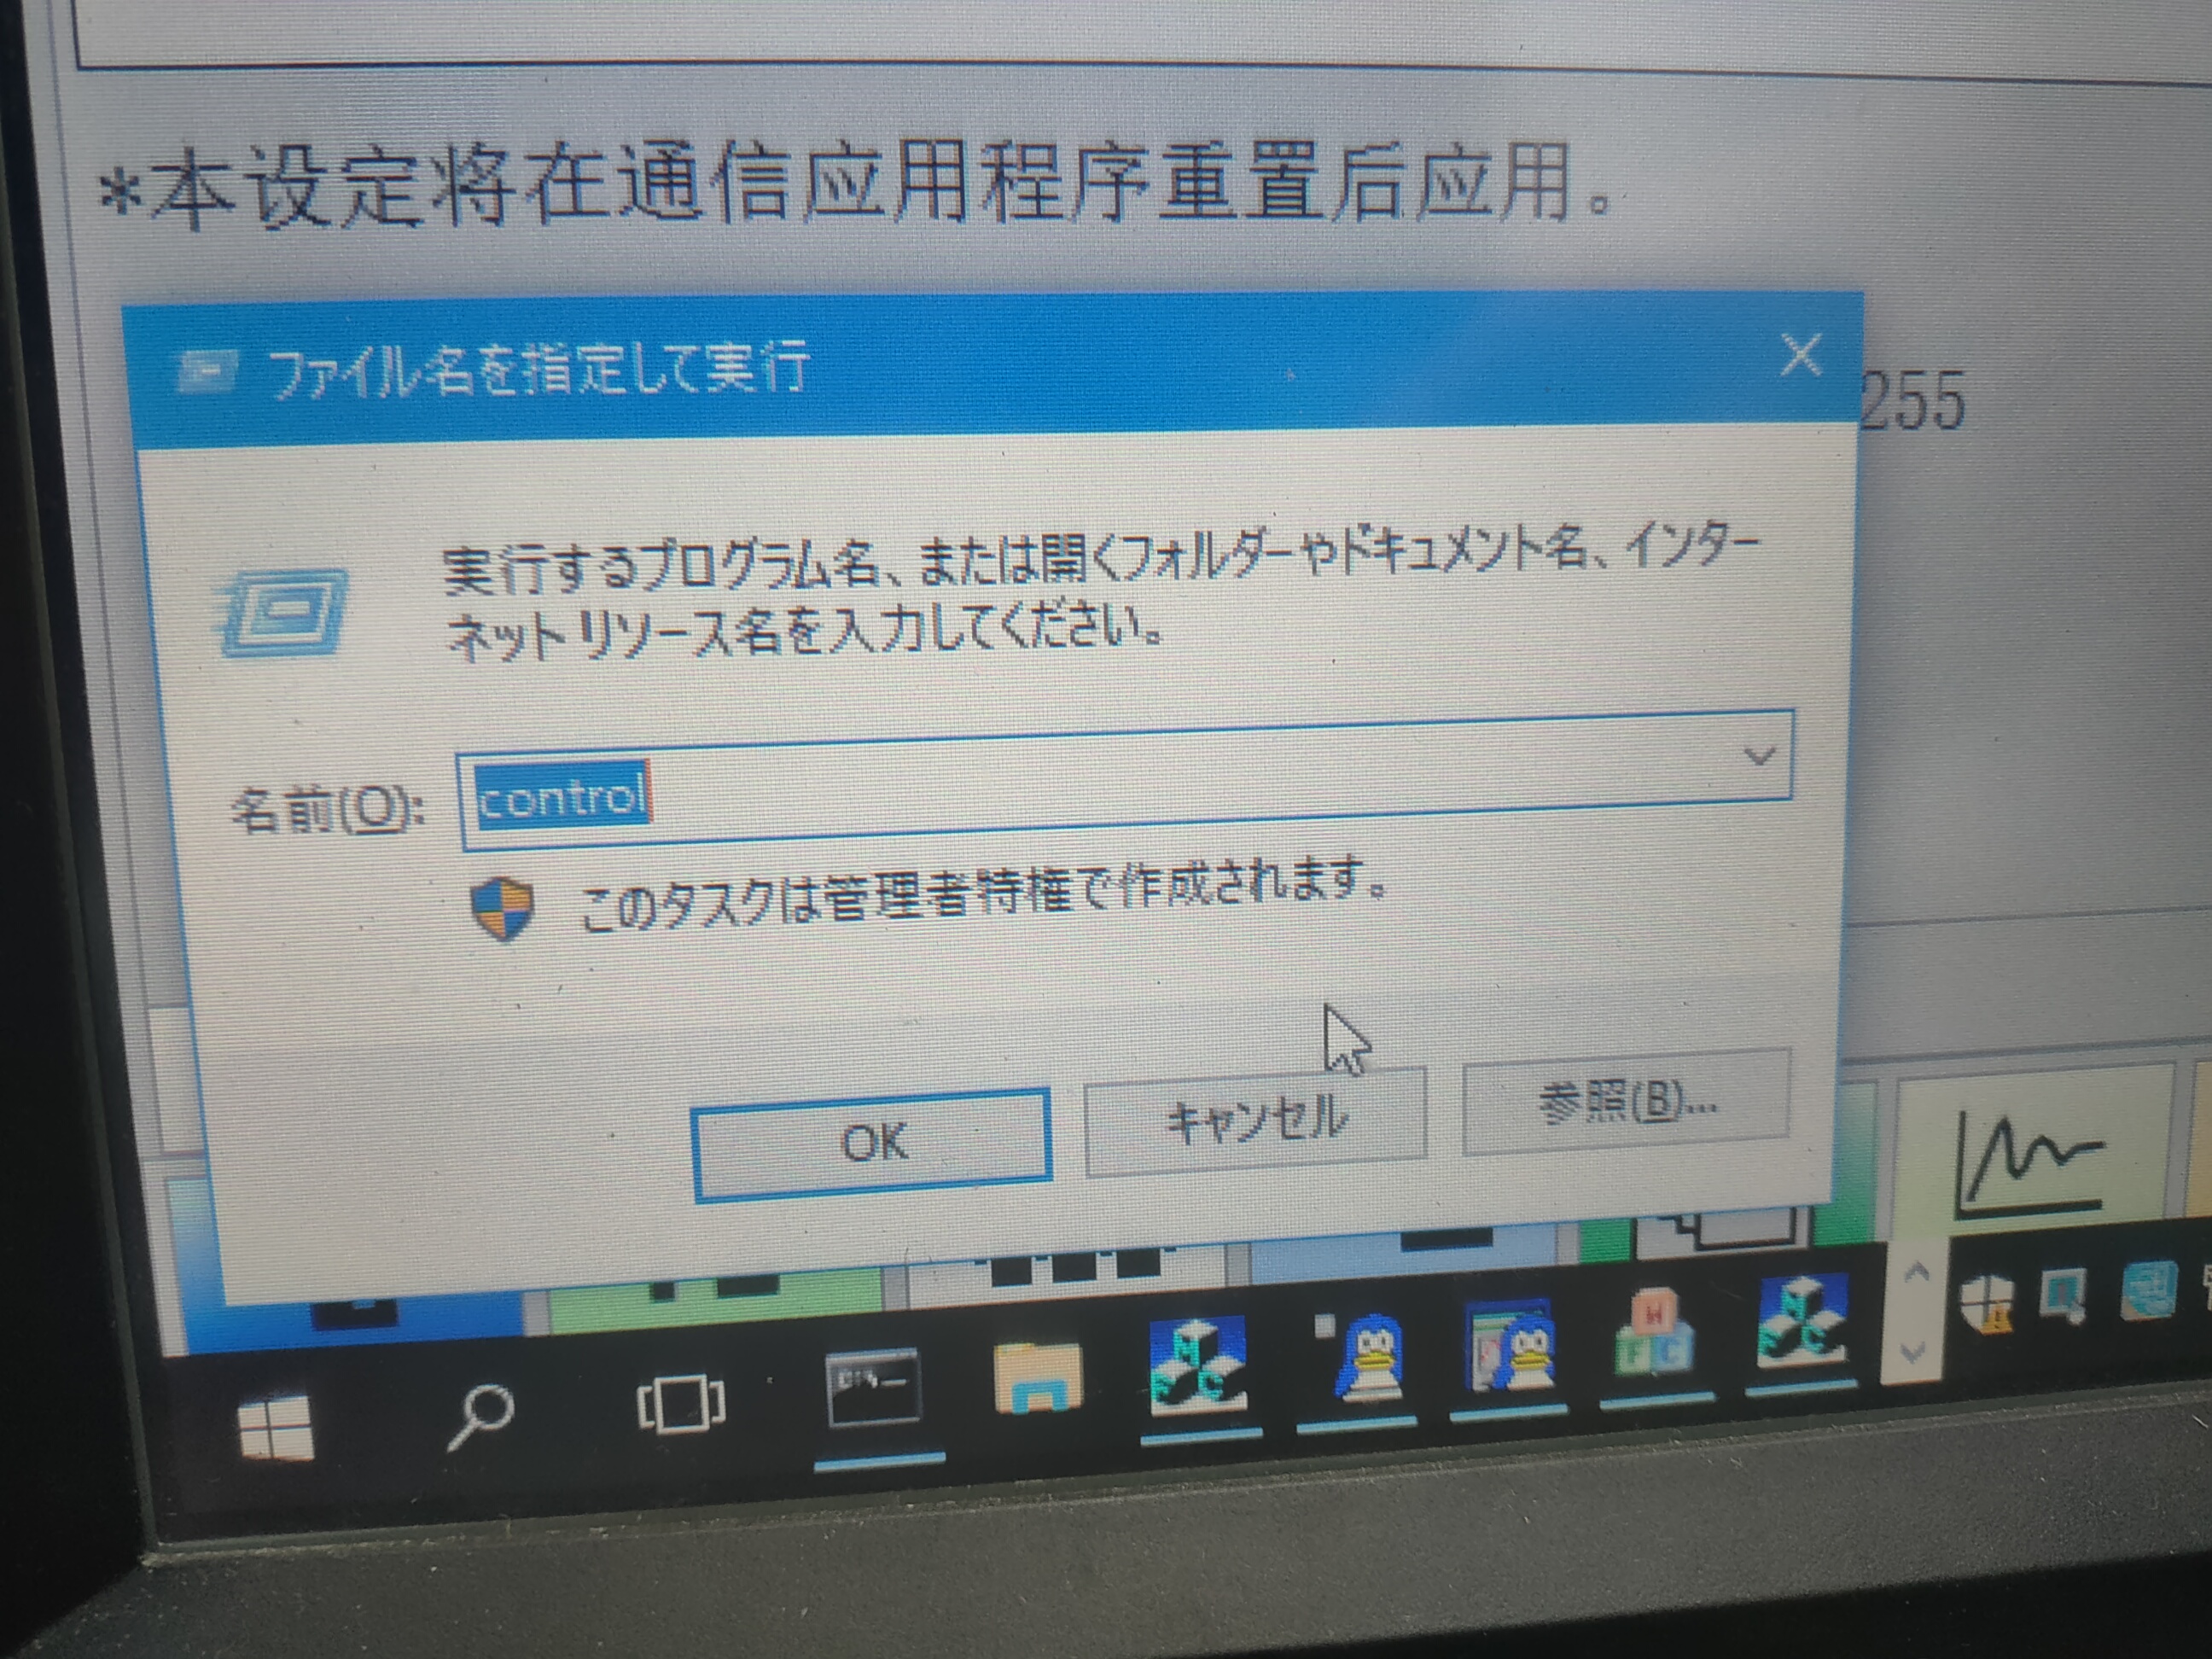 *本设定将在通信应用程序重置后应用。
ファイル名を指定して実行
255
実行するプログラム名、または開くフォルダーやドキュメント名、インター
ネット リソース名を入力してください。
名前(O):
control
このタスクは管理者特権で作成されます。
OK
キャンセル
参照(B)...